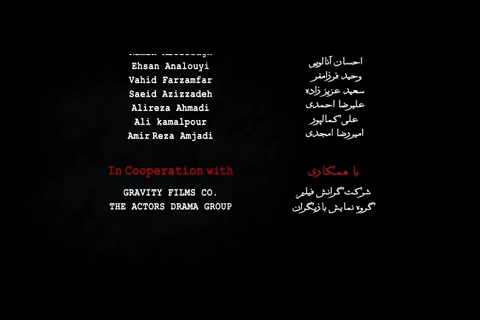 Ehsan Analouyi احسان آنالویی
Vahid Farzamfar وحید فرزامفر
Saeid Azizzadeh سعید عزیز زاده
Alireza Ahmadi علیرضا احمدی
Ali kamalpour علی کمالپور
Amir Reza Amjadi امیررضا امجدی
In Cooperation with با همکاری
GRAVITY FILMS CO. شرکت گرانش فیلم
THE ACTORS DRAMA GROUP گروه نمایش بازیگران